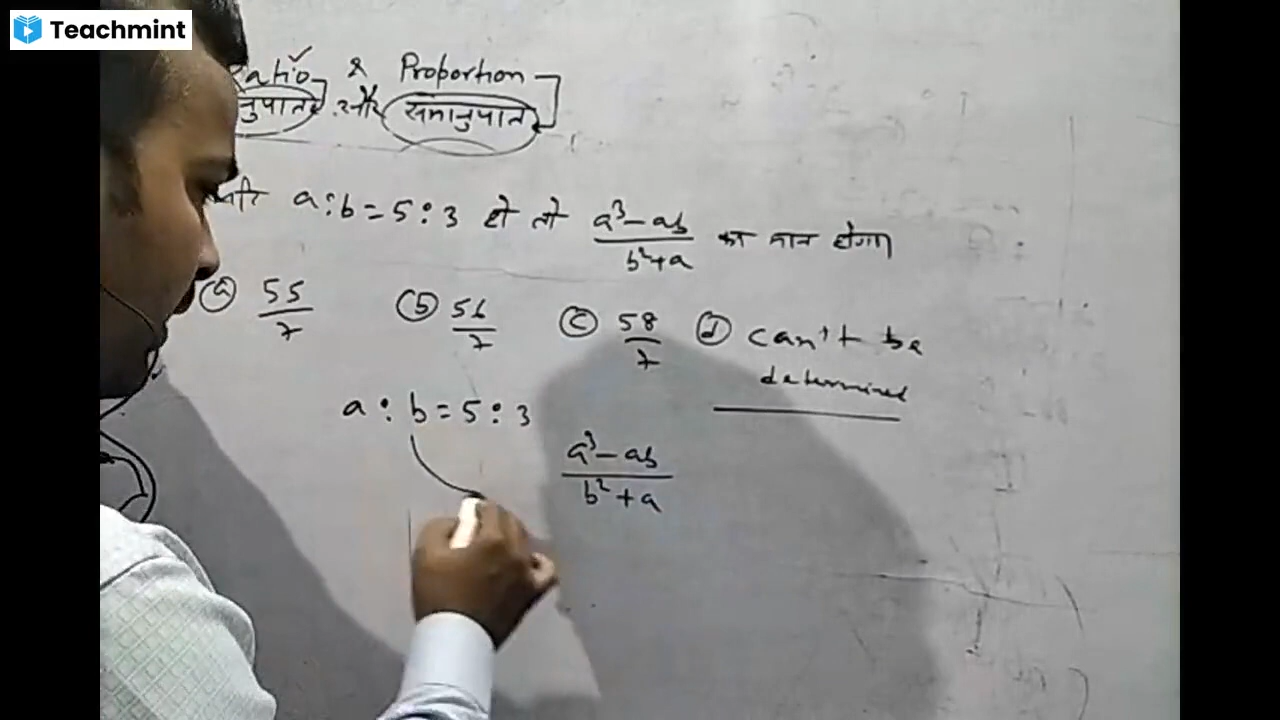 Teachmint
Ratio & Proportion
अनुपात और समानुपात
यदि a:b = 5:3 हो तो (a³-ab)/(b²+a) का मान होगा
(a) 55/7 (b) 56/7 (c) 58/7 (d) can't be determined
a : b = 5 : 3
(a³-ab)/(b²+a)